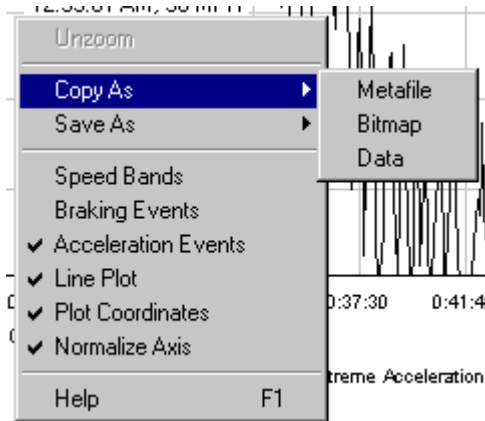 Unzoom
Copy As
Save As
Speed Bands
Braking Events
Acceleration Events
Line Plot
Plot Coordinates
Normalize Axis
Help F1
Metafile
Bitmap
Data
0:37:30 0:41:4
treme Acceleration